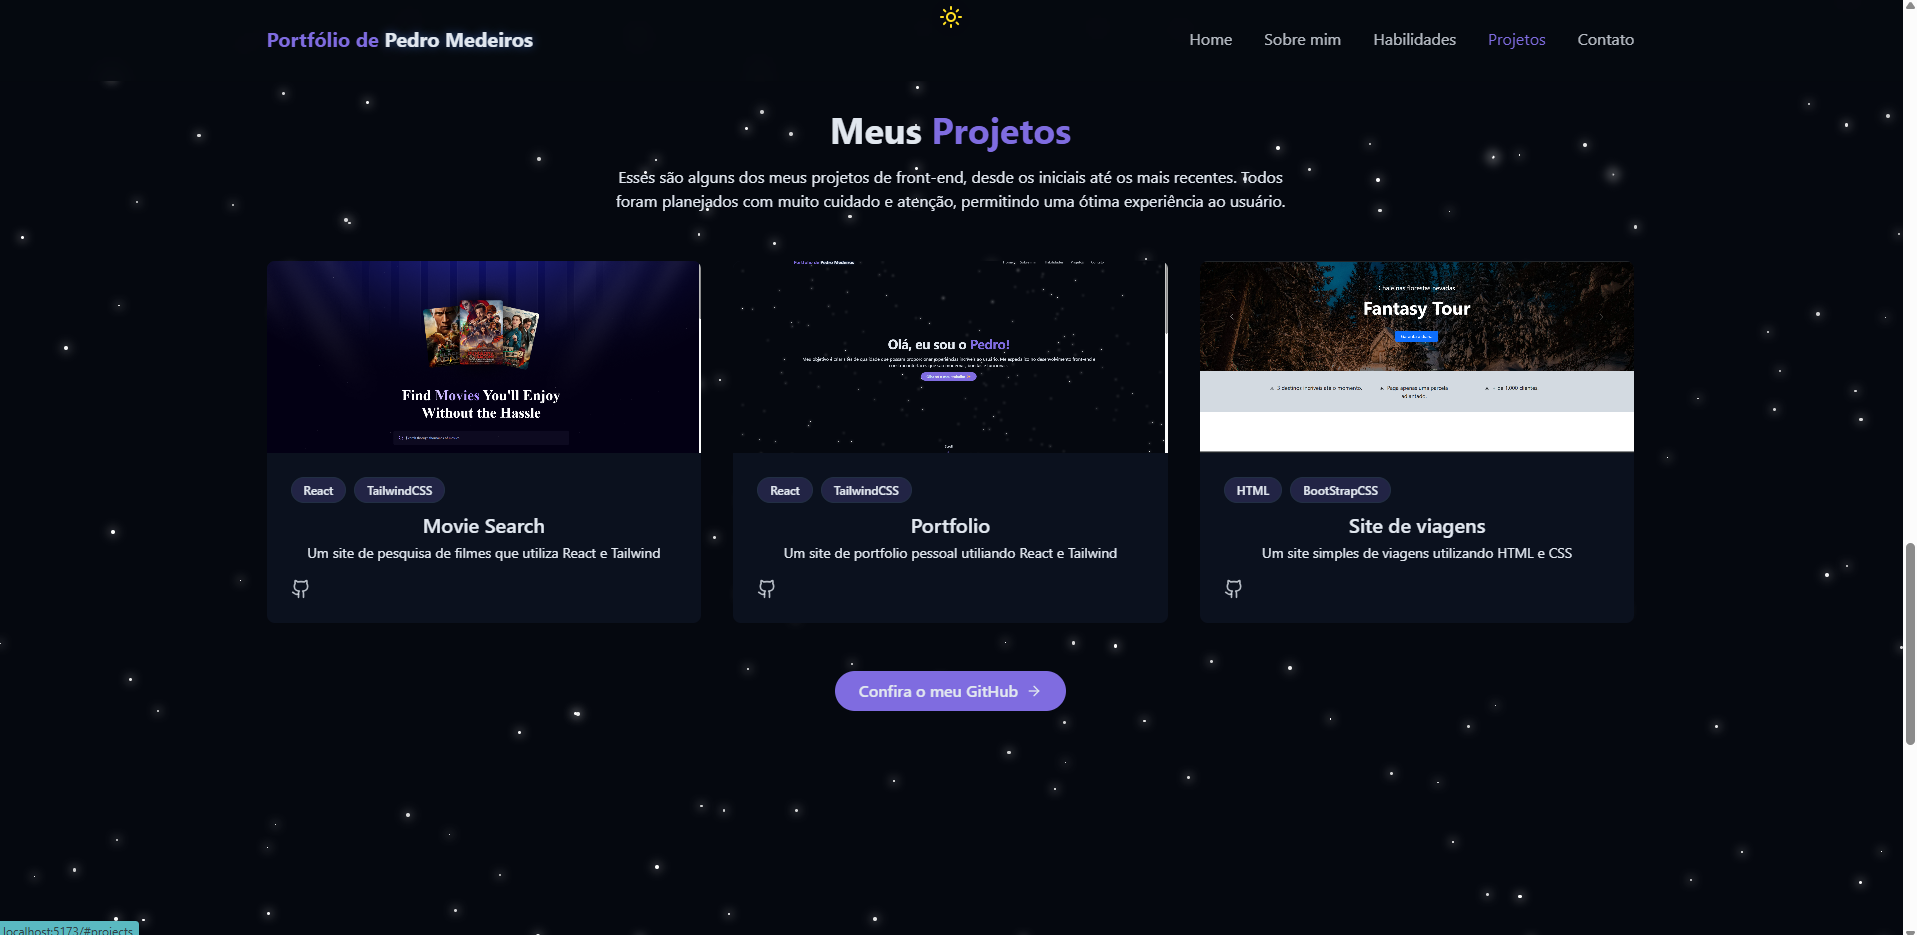 Portfólio de Pedro Medeiros
Home
Sobre mim
Habilidades
Projetos
Contato
Meus Projetos
Esses são alguns dos meus projetos de front-end, desde os iniciais até os mais recentes. Todos
foram planejados com muito cuidado e atenção, permitindo uma ótima experiência ao usuário.
Find Movies You'll Enjoy
Without the Hassle
React
TailwindCSS
Movie Search
Um site de pesquisa de filmes que utiliza React e Tailwind
Portfólio de Pedro Medeiros
Olá, eu sou o Pedro!
React
TailwindCSS
Portfolio
Um site de portfolio pessoal utiliando React e Tailwind
Fantasy Tour
HTML
BootStrapCSS
Site de viagens
Um site simples de viagens utilizando HTML e CSS
Confira o meu GitHub
localhost:5173/#projects